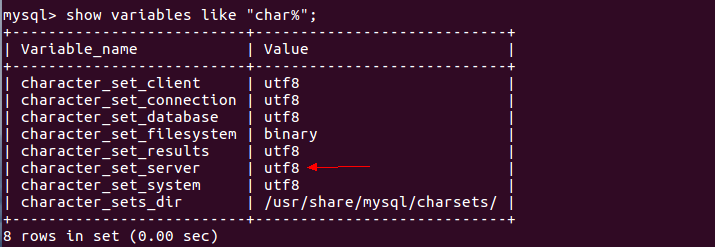 mysql> show variables like "char%";
+--------------------------+----------------------------+
| Variable_name            | Value                      |
+--------------------------+----------------------------+
| character_set_client     | utf8                       |
| character_set_connection | utf8                       |
| character_set_database   | utf8                       |
| character_set_filesystem | binary                     |
| character_set_results    | utf8                       |
| character_set_server     | utf8                       |
| character_set_system     | utf8                       |
| character_sets_dir       | /usr/share/mysql/charsets/ |
+--------------------------+----------------------------+
8 rows in set (0.00 sec)